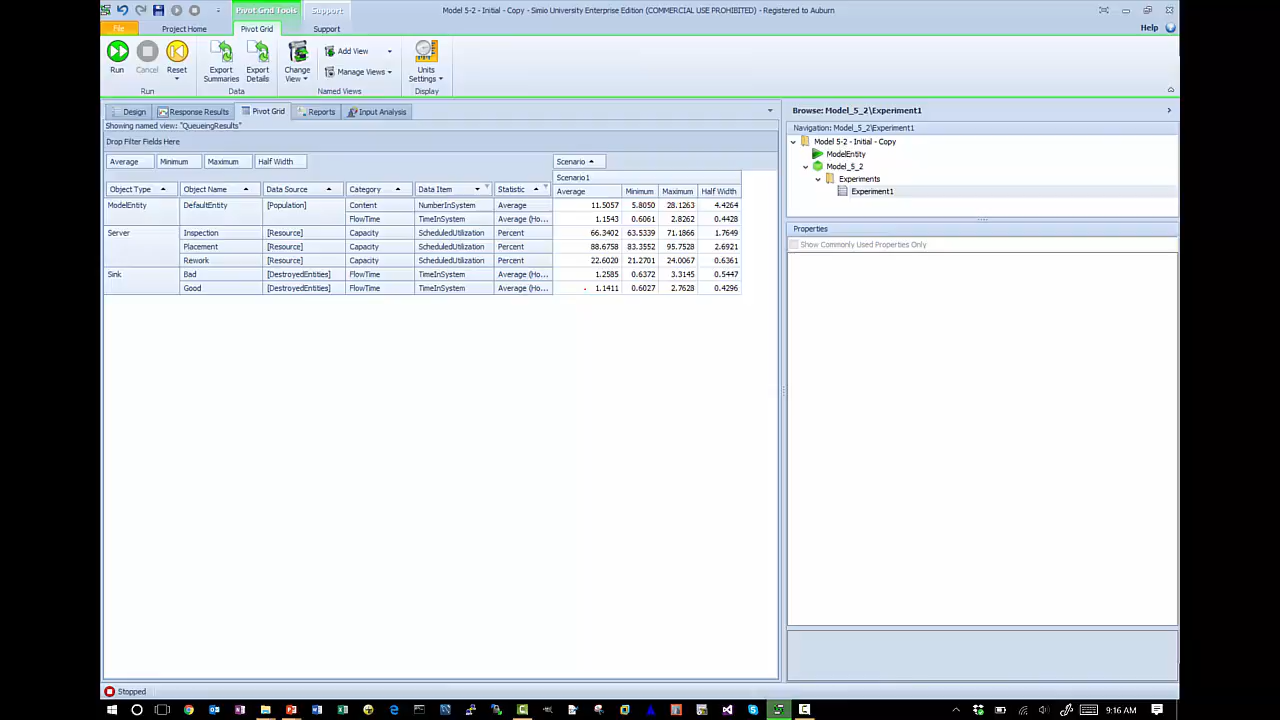 Pivot Grid Tools Support Model 5-2 - Initial - Copy - Simio University Enterprise Edition (COMMERCIAL USE PROHIBITED) - Registered to Auburn
File Project Home Pivot Grid Support Help
Run Cancel Reset Export Summaries Export Details Change View Add View Manage Views Units Settings
Run Data Named Views Display
Design Response Results Pivot Grid Reports Input Analysis
Showing named view: "QueueingResults"
Drop Filter Fields Here
Average Minimum Maximum Half Width Scenario
Scenario1
Object Type Object Name Data Source Category Data Item Statistic Average Minimum Maximum Half Width
ModelEntity DefaultEntity [Population] Content NumberInSystem Average 11.5057 5.8050 28.1263 4.4264
FlowTime TimeInSystem Average (Ho... 1.1543 0.6061 2.8262 0.4428
Server Inspection [Resource] Capacity ScheduledUtilization Percent 66.3402 63.5339 71.1866 1.7649
Placement [Resource] Capacity ScheduledUtilization Percent 88.6758 83.3552 95.7528 2.6921
Rework [Resource] Capacity ScheduledUtilization Percent 22.6020 21.2701 24.0067 0.6361
Sink Bad [DestroyedEntities] FlowTime TimeInSystem Average (Ho... 1.2585 0.6372 3.3145 0.5447
Good [DestroyedEntities] FlowTime TimeInSystem Average (Ho... 1.1411 0.6027 2.7628 0.4296
Browse: Model_5_2\Experiment1
Navigation: Model_5_2\Experiment1
Model 5-2 - Initial - Copy
ModelEntity
Model_5_2
Experiments
Experiment1
Properties
Show Commonly Used Properties Only
Stopped
9:16 AM